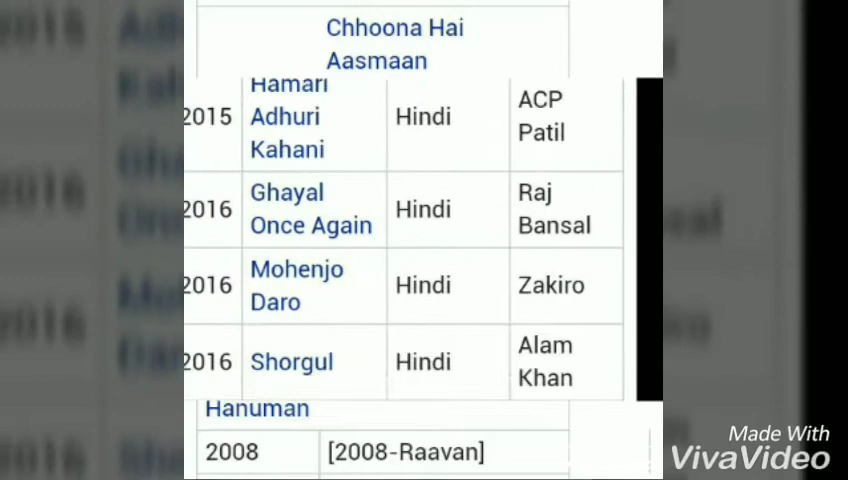 Chhoona Hai
Aasmaan
Hamari
Adhuri
Kahani
2015
Hindi
ACP
Patil
2016
Ghayal
Once Again
Hindi
Raj
Bansal
2016
Mohenjo
Daro
Hindi
Zakiro
2016
Shorgul
Hindi
Alam
Khan
Hanuman
2008
[2008-Raavan]
Made With
VivaVideo